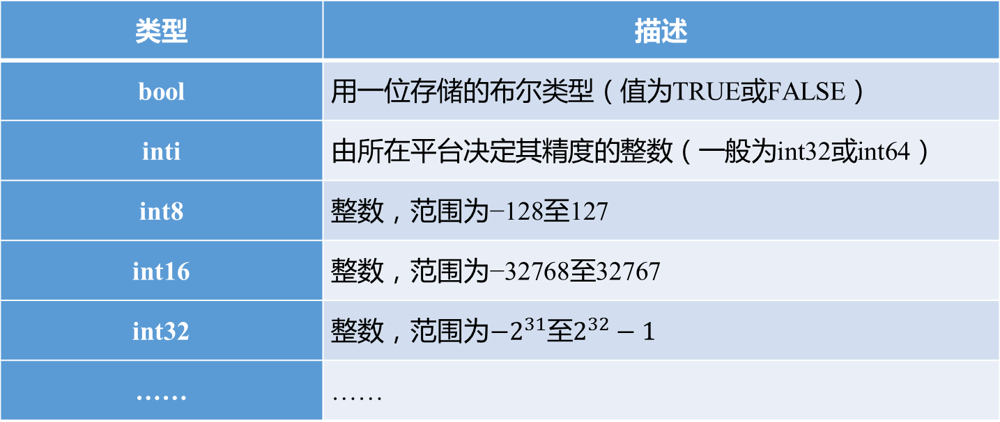 类型 描述
bool 用一位存储的布尔类型（值为TRUE或FALSE）
inti 由所在平台决定其精度的整数（一般为int32或int64）
int8 整数，范围为−128至127
int16 整数，范围为−32768至32767
int32 整数，范围为−2³¹至2³² − 1
…… ……